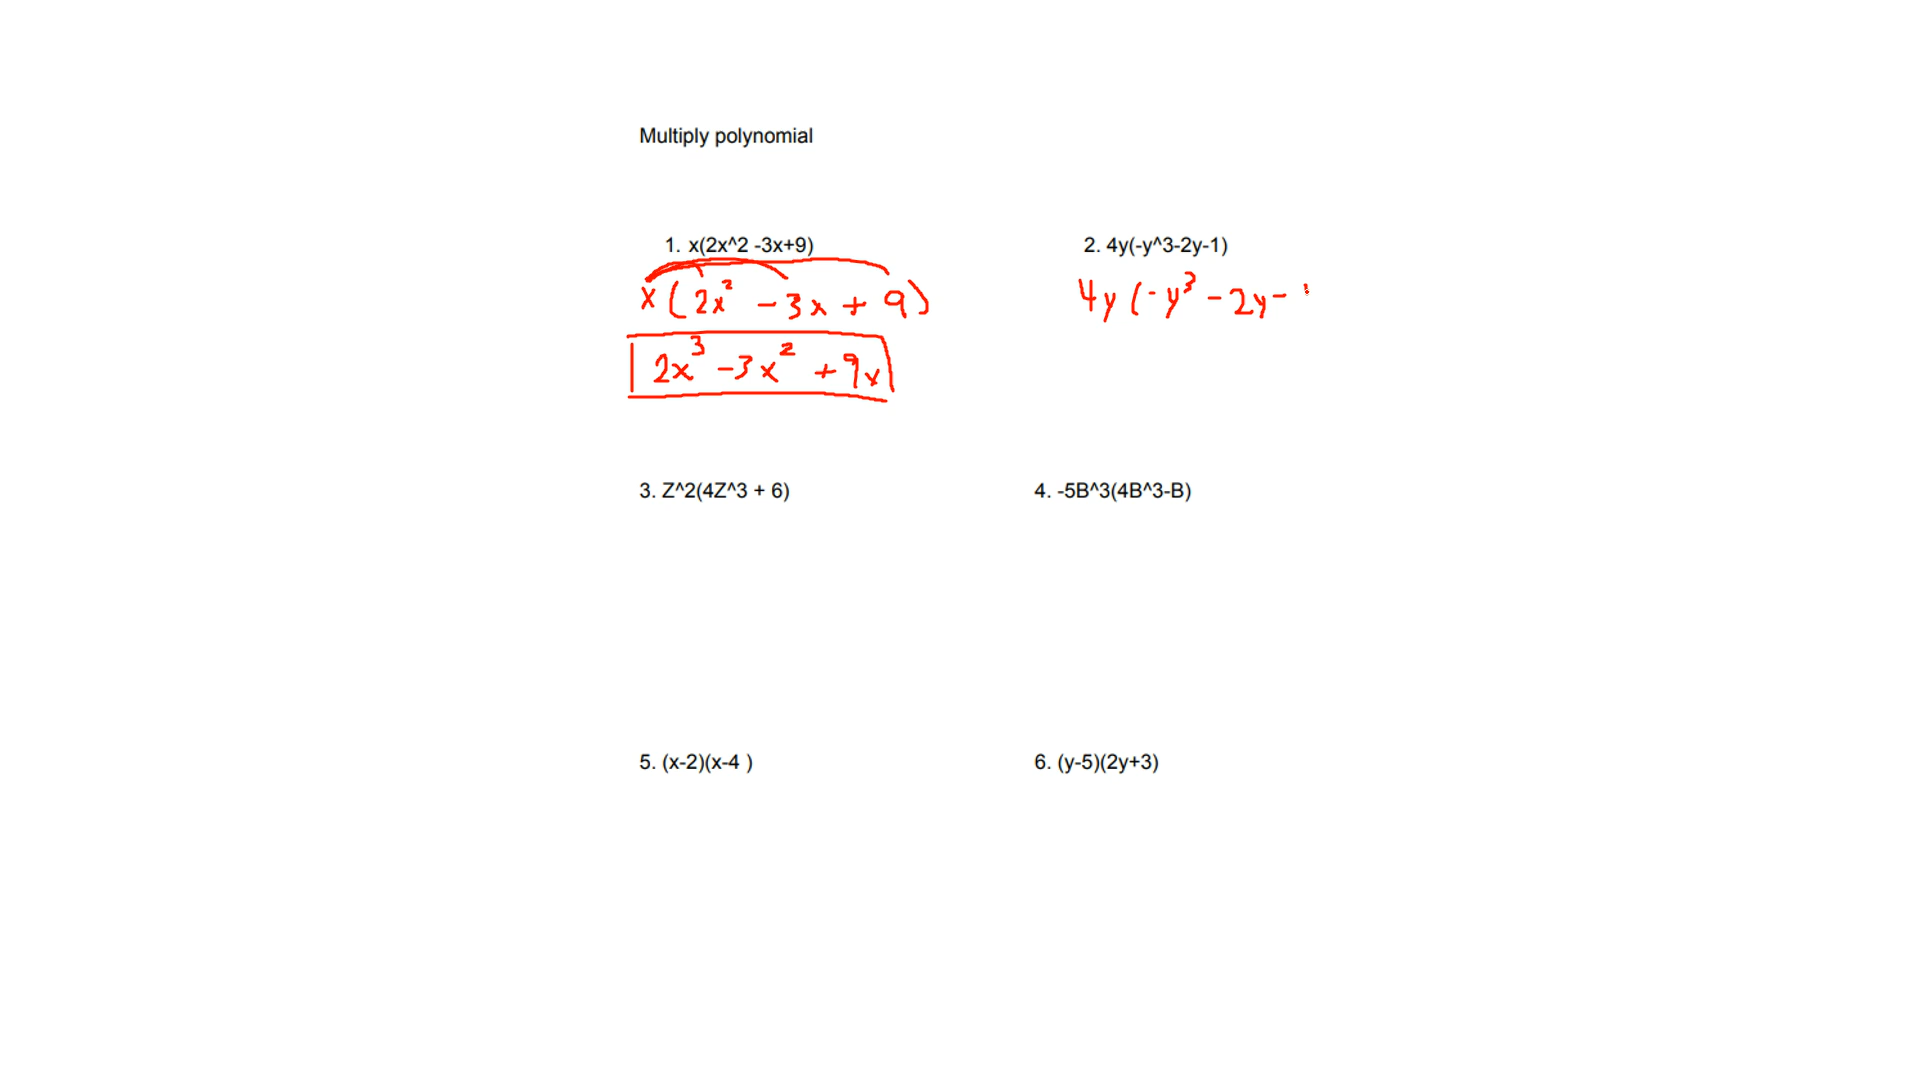 Multiply polynomial
1. x(2x^2 -3x+9)
x(2x² -3x + 9)
2x³ -3x² +9x
2. 4y(-y^3-2y-1)
4y(-y³ -2y-
3. Z^2(4Z^3 + 6)
4. -5B^3(4B^3-B)
5. (x-2)(x-4 )
6. (y-5)(2y+3)